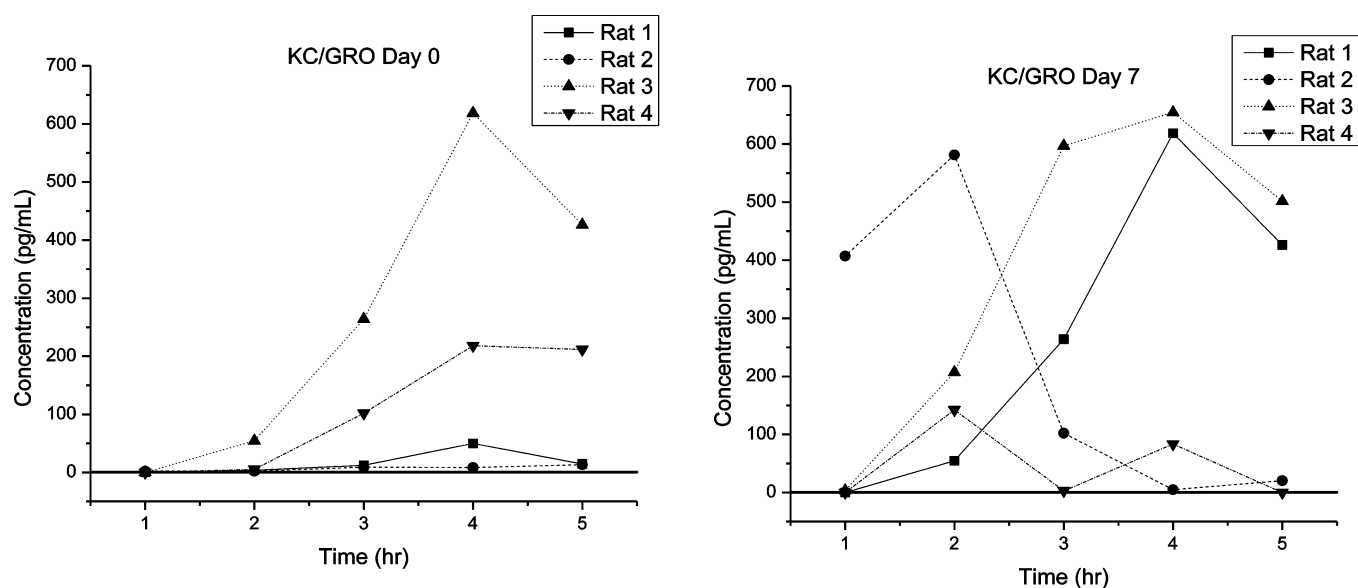 KC/GRO Day 0
Rat 1
Rat 2
Rat 3
Rat 4
700
600
500
400
300
200
100
0
Concentration (pg/mL)
1 2 3 4 5
Time (hr)
KC/GRO Day 7
Rat 1
Rat 2
Rat 3
Rat 4
700
600
500
400
300
200
100
0
Concentration (pg/mL)
1 2 3 4 5
Time (hr)